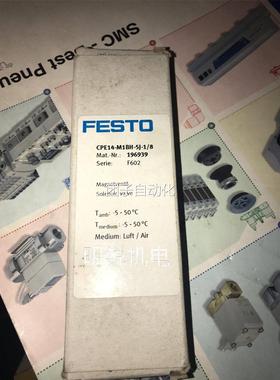 SMC
Best Pneu
FESTO
CPE14-M1BH-5J-1/8
Mat.-Nr.: 196939
Serie: F602
Magnetventil
Solenoid valve
Tamb: -5 - 50 °C
Tmedium: -5 - 50 °C
Medium: Luft / Air